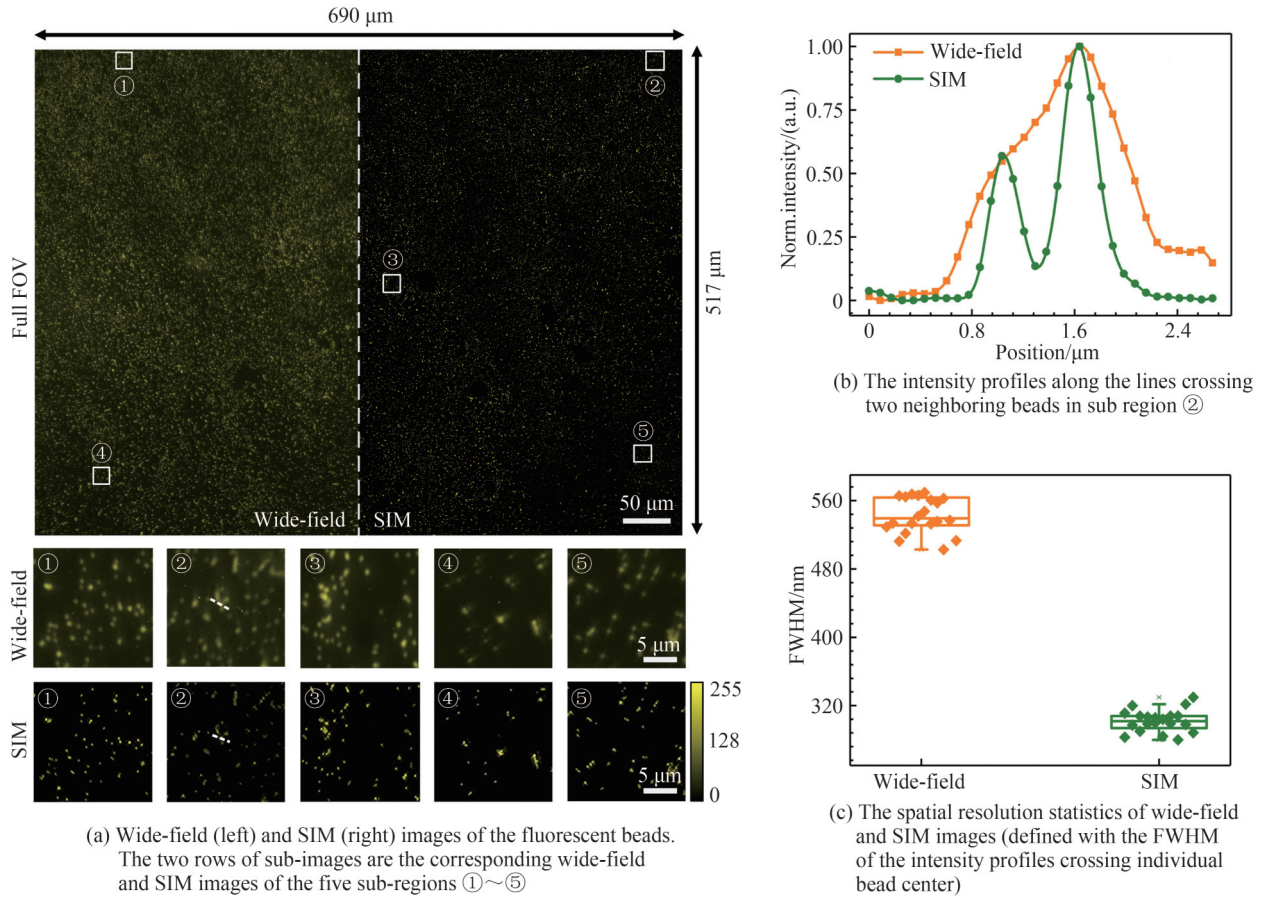 690 μm
①
②
③
④
⑤
Full FOV
517 μm
50 μm
Wide-field
SIM
Wide-field
①
②
③
④
⑤
5 μm
SIM
①
②
③
④
⑤
5 μm
255
128
0
(a) Wide-field (left) and SIM (right) images of the fluorescent beads.
The two rows of sub-images are the corresponding wide-field
and SIM images of the five sub-regions ①~⑤
Norm.intensity/(a.u.)
1.00
0.75
0.50
0.25
0
Wide-field
SIM
0
0.8
1.6
2.4
Position/μm
(b) The intensity profiles along the lines crossing
two neighboring beads in sub region ②
FWHM/nm
560
480
400
320
Wide-field
SIM
(c) The spatial resolution statistics of wide-field
and SIM images (defined with the FWHM
of the intensity profiles crossing individual
bead center)